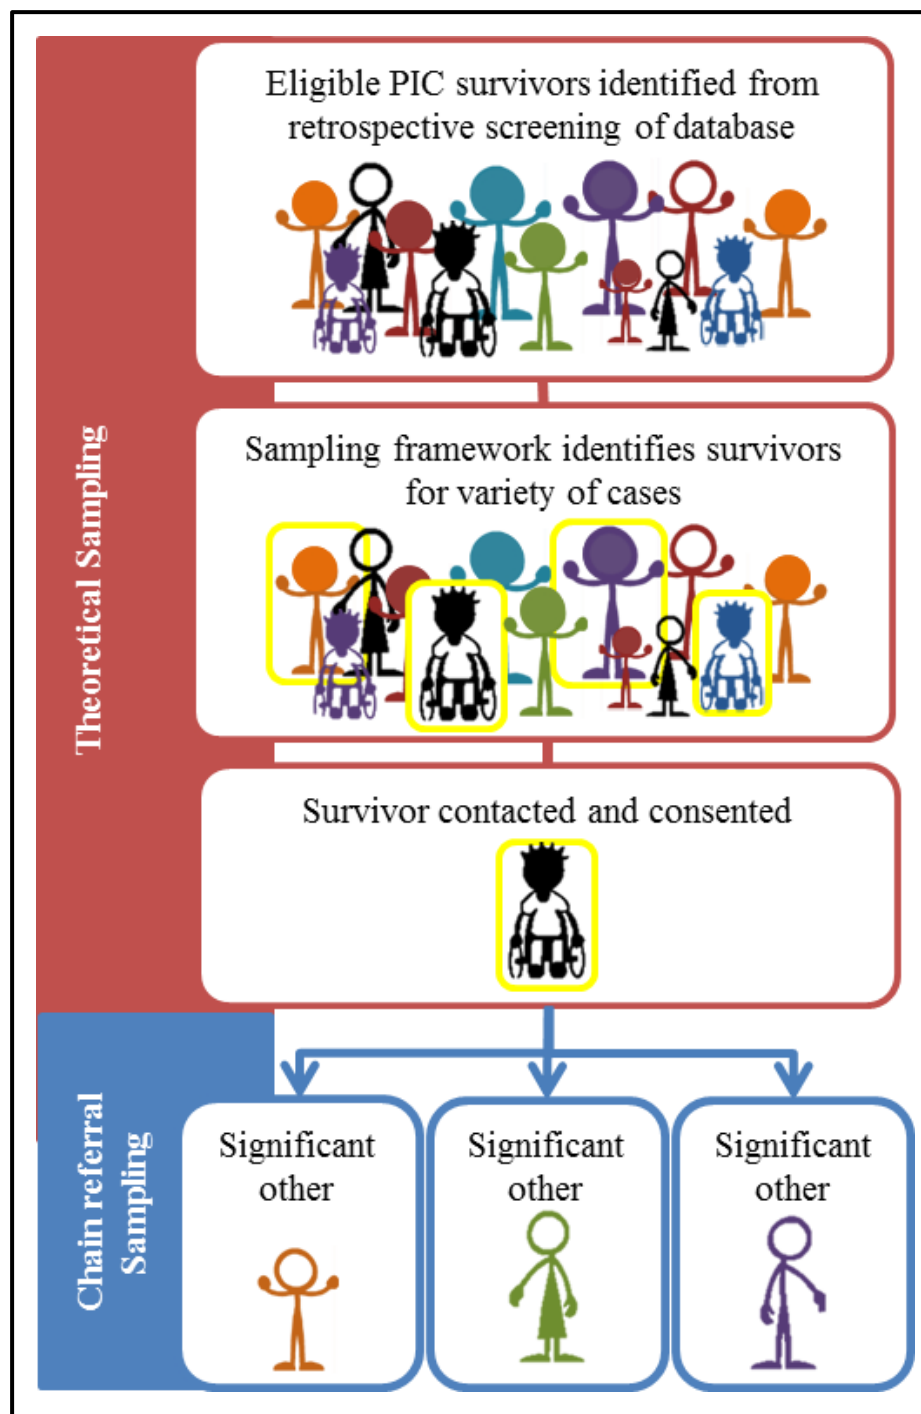 Theoretical Sampling
Eligible PIC survivors identified from
retrospective screening of database
Sampling framework identifies survivors
for variety of cases
Survivor contacted and consented
Chain referral
Sampling
Significant
other
Significant
other
Significant
other